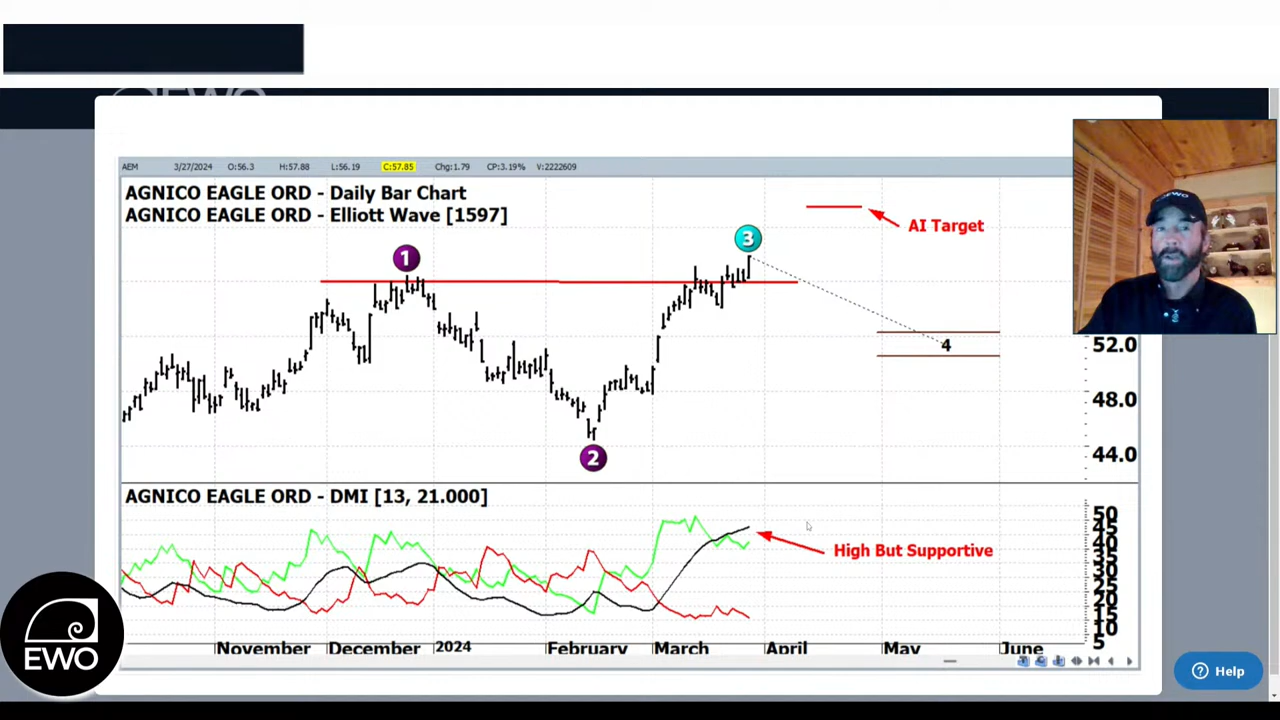 EWO
AEM 3/27/2024 O:56.3 H:57.88 L:56.19 C:57.85 Chg:1.79 CP:3.19% V:2222609
AGNICO EAGLE ORD - Daily Bar Chart
AGNICO EAGLE ORD - Elliott Wave [1597]
AI Target
3
1
4
52.0
48.0
44.0
2
AGNICO EAGLE ORD - DMI [13, 21.000]
50
45
40
35
30
25
20
15
10
5
High But Supportive
November December 2024 February March April May June
EWO
Help